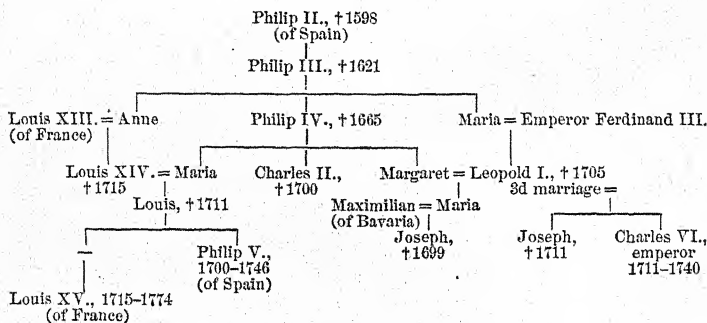 Philip II., †1598
(of Spain)
Philip III., †1621
Louis XIII. = Anne
(of France)
Philip IV., †1665
Maria = Emperor Ferdinand III.
Louis XIV. = Maria
†1715
Charles II.,
†1700
Margaret = Leopold I., †1705
3d marriage =
Louis, †1711
Maximilian = Maria
(of Bavaria)
Philip V.,
1700–1746
(of Spain)
Joseph,
†1699
Joseph,
†1711
Charles VI.,
emperor
1711–1740
Louis XV., 1715–1774
(of France)